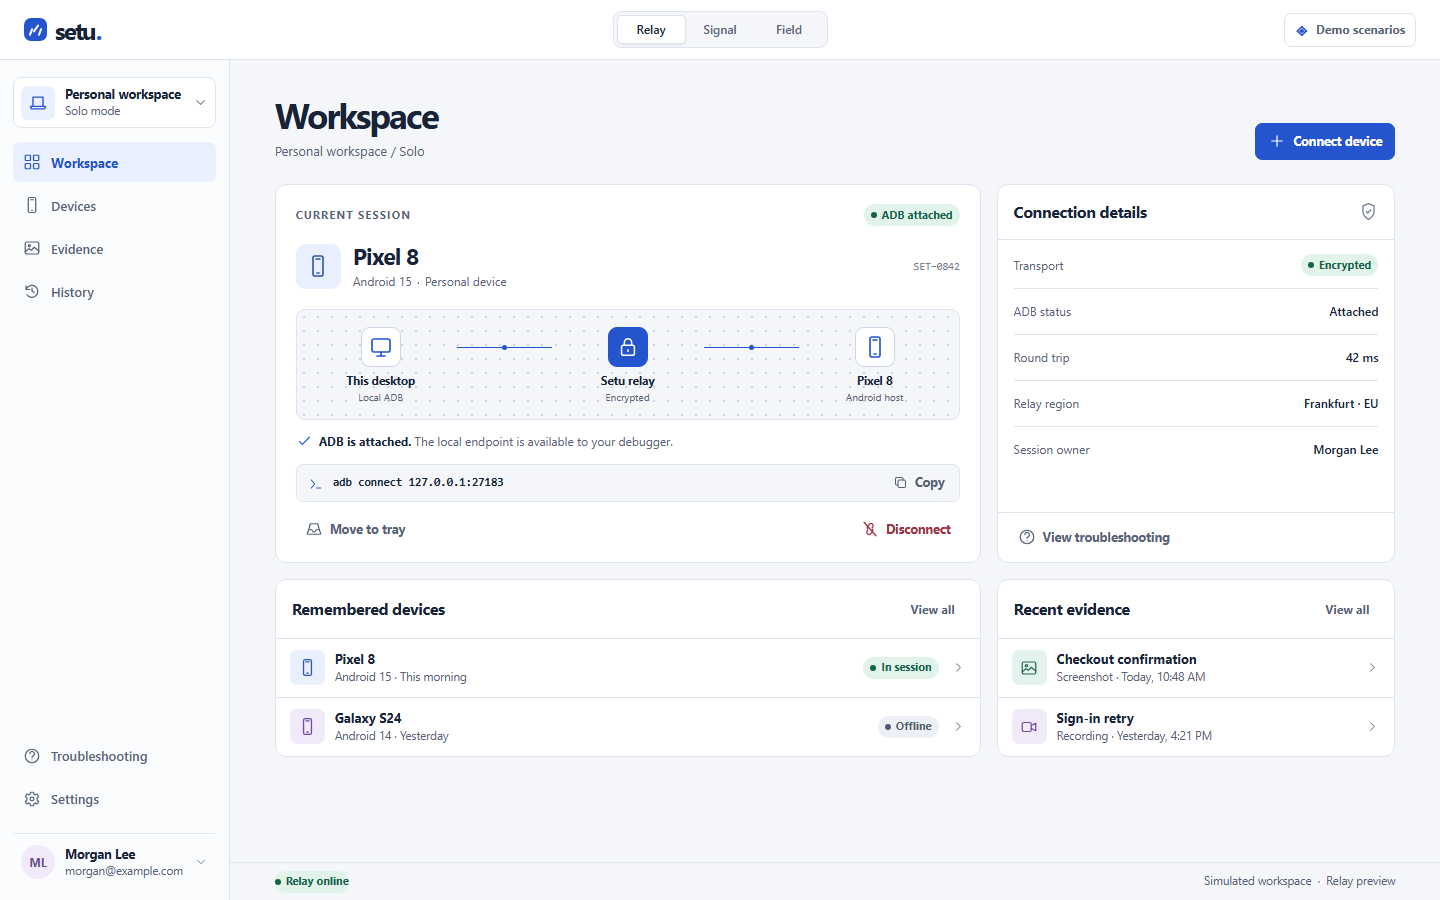 setu.
Relay
Signal
Field
Demo scenarios
Personal workspace
Solo mode
Workspace
Devices
Evidence
History
Troubleshooting
Settings
ML
Morgan Lee
morgan@example.com
Workspace
Personal workspace / Solo
Connect device
CURRENT SESSION
ADB attached
Pixel 8
Android 15 · Personal device
SET-0842
This desktop
Local ADB
Setu relay
Encrypted
Pixel 8
Android host
ADB is attached. The local endpoint is available to your debugger.
adb connect 127.0.0.1:27183
Copy
Move to tray
Disconnect
Connection details
Transport
Encrypted
ADB status
Attached
Round trip
42 ms
Relay region
Frankfurt · EU
Session owner
Morgan Lee
View troubleshooting
Remembered devices
View all
Pixel 8
Android 15 · This morning
In session
Galaxy S24
Android 14 · Yesterday
Offline
Recent evidence
View all
Checkout confirmation
Screenshot · Today, 10:48 AM
Sign-in retry
Recording · Yesterday, 4:21 PM
Relay online
Simulated workspace · Relay preview